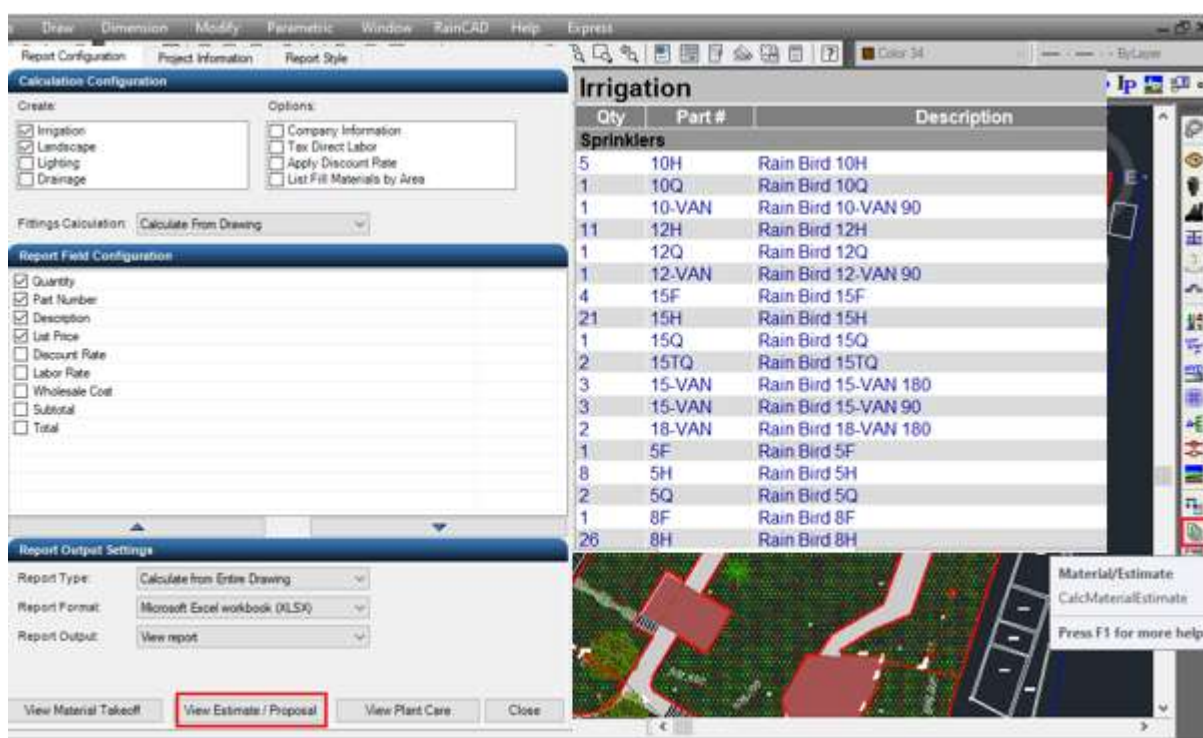 Draw Dimension Modify Parametric Window RainCAD Help Express
Report Configuration Project Information Report Style
Calculation Configuration
Create: Options:
Irrigation
Landscape
Lighting
Drainage
Company Information
Tax Direct Labor
Apply Discount Rate
List Fill Materials by Area
Fittings Calculation: Calculate From Drawing
Report Field Configuration
Quantity
Part Number
Description
List Price
Discount Rate
Labor Rate
Wholesale Cost
Subtotal
Total
Report Output Settings
Report Type: Calculate from Entire Drawing
Report Format: Microsoft Excel workbook (XLSX)
Report Output: View report
View Material Takeoff View Estimate / Proposal View Plant Care Close
Color 34 ByLayer
IP
Irrigation
Qty Part # Description
Sprinklers
5 10H Rain Bird 10H
1 10Q Rain Bird 10Q
1 10-VAN Rain Bird 10-VAN 90
11 12H Rain Bird 12H
1 12Q Rain Bird 12Q
1 12-VAN Rain Bird 12-VAN 90
4 15F Rain Bird 15F
21 15H Rain Bird 15H
1 15Q Rain Bird 15Q
2 15TQ Rain Bird 15TQ
3 15-VAN Rain Bird 15-VAN 180
3 15-VAN Rain Bird 15-VAN 90
2 18-VAN Rain Bird 18-VAN 180
1 5F Rain Bird 5F
8 5H Rain Bird 5H
2 5Q Rain Bird 5Q
1 8F Rain Bird 8F
26 8H Rain Bird 8H
E
Material/Estimate
CalcMaterialEstimate
Press F1 for more help